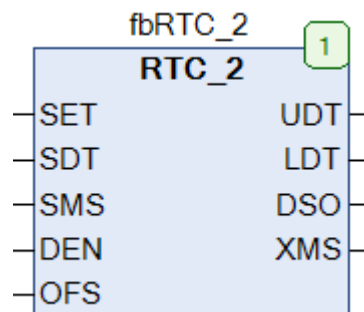 fbRTC_2
1
RTC_2
SET UDT
SDT LDT
SMS DSO
DEN XMS
OFS